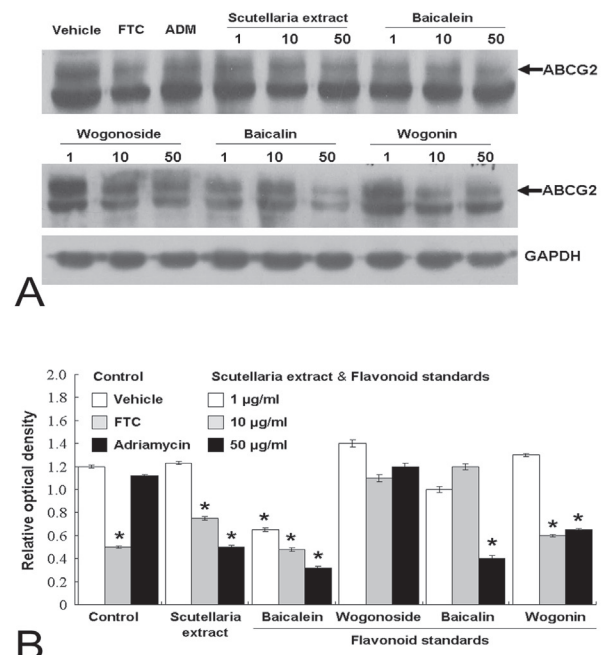 Scutellaria extract Baicalein
Vehicle FTC ADM 1 10 50 1 10 50
ABCG2
Wogonoside Baicalin Wogonin
1 10 50 1 10 50 1 10 50
ABCG2
GAPDH
A
2.0
1.8
1.6
1.4
1.2
1.0
0.8
0.6
0.4
0.2
0
Relative optical density
Control Scutellaria extract & Flavonoid standards
Vehicle 1 µg/ml
FTC 10 µg/ml
Adriamycin 50 µg/ml
* * * * * * * * *
Control Scutellaria extract Baicalein Wogonoside Baicalin Wogonin
Flavonoid standards
B